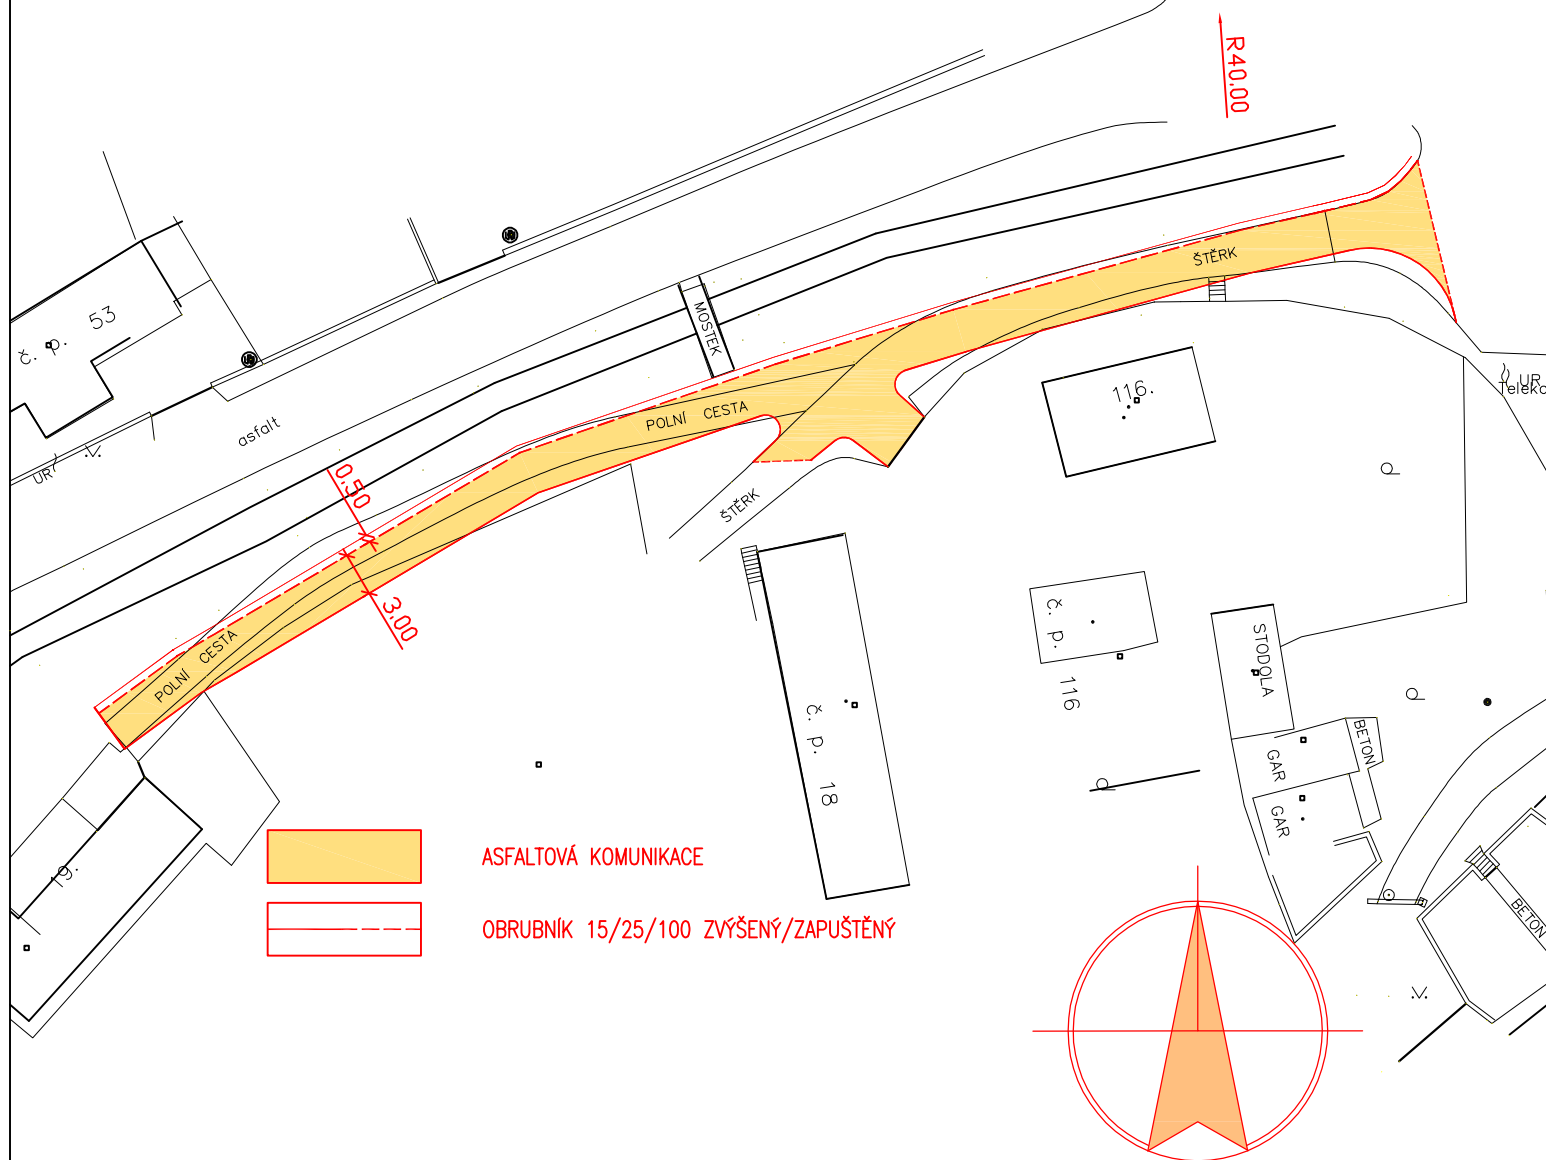 R40.00
ŠTĚRK
č. p. 53
MOSTEK
116.
UR
Teleko
asfalt
POLNÍ CESTA
UR
0.50
ŠTĚRK
3.00
č. p. 116
STODOLA
POLNÍ CESTA
č. p. 18
GAR
BETON
GAR
19.
ASFALTOVÁ KOMUNIKACE
BETON
OBRUBNÍK 15/25/100 ZVÝŠENÝ/ZAPUŠTĚNÝ